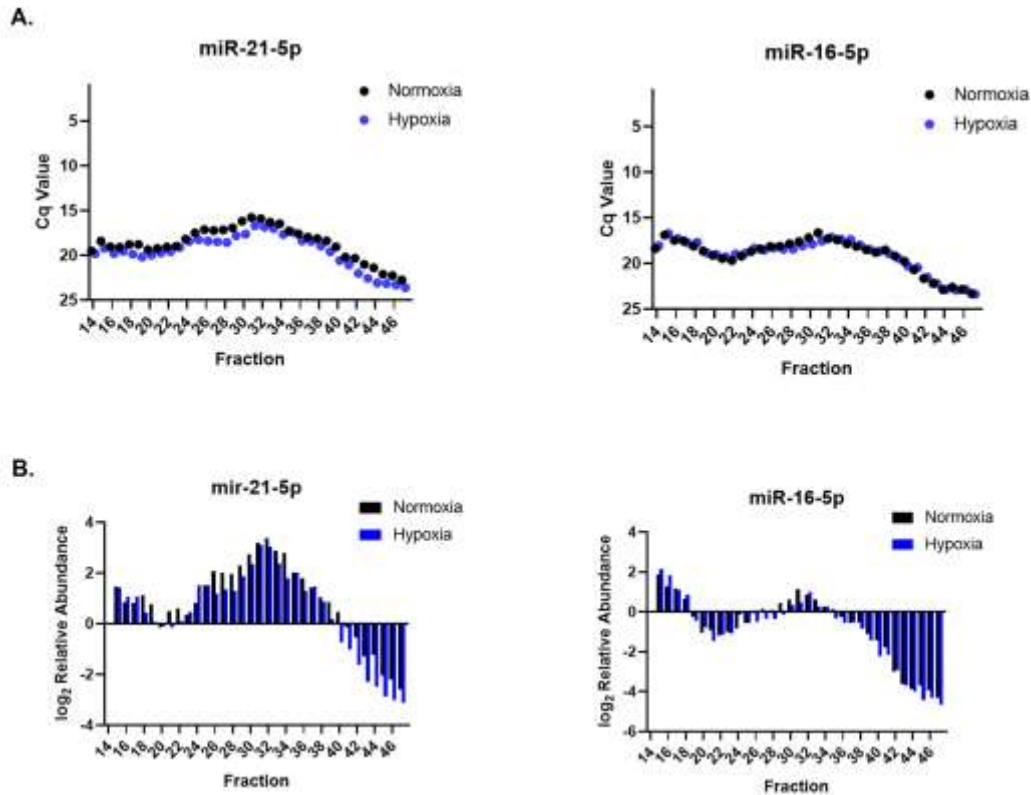 A.
miR-21-5p
Normoxia
Hypoxia
Cq Value
5
10
15
20
25
14 16 18 20 22 24 26 28 30 32 34 36 38 40 42 44 46
Fraction
miR-16-5p
Normoxia
Hypoxia
Cq Value
5
10
15
20
25
14 16 18 20 22 24 26 28 30 32 34 36 38 40 42 44 46
Fraction
B.
mir-21-5p
Normoxia
Hypoxia
log2 Relative Abundance
4
2
0
-2
-4
14 16 18 20 22 24 26 28 30 32 34 36 38 40 42 44 46
Fraction
miR-16-5p
Normoxia
Hypoxia
log2 Relative Abundance
4
2
0
-2
-4
-6
14 16 18 20 22 24 26 28 30 32 34 36 38 40 42 44 46
Fraction